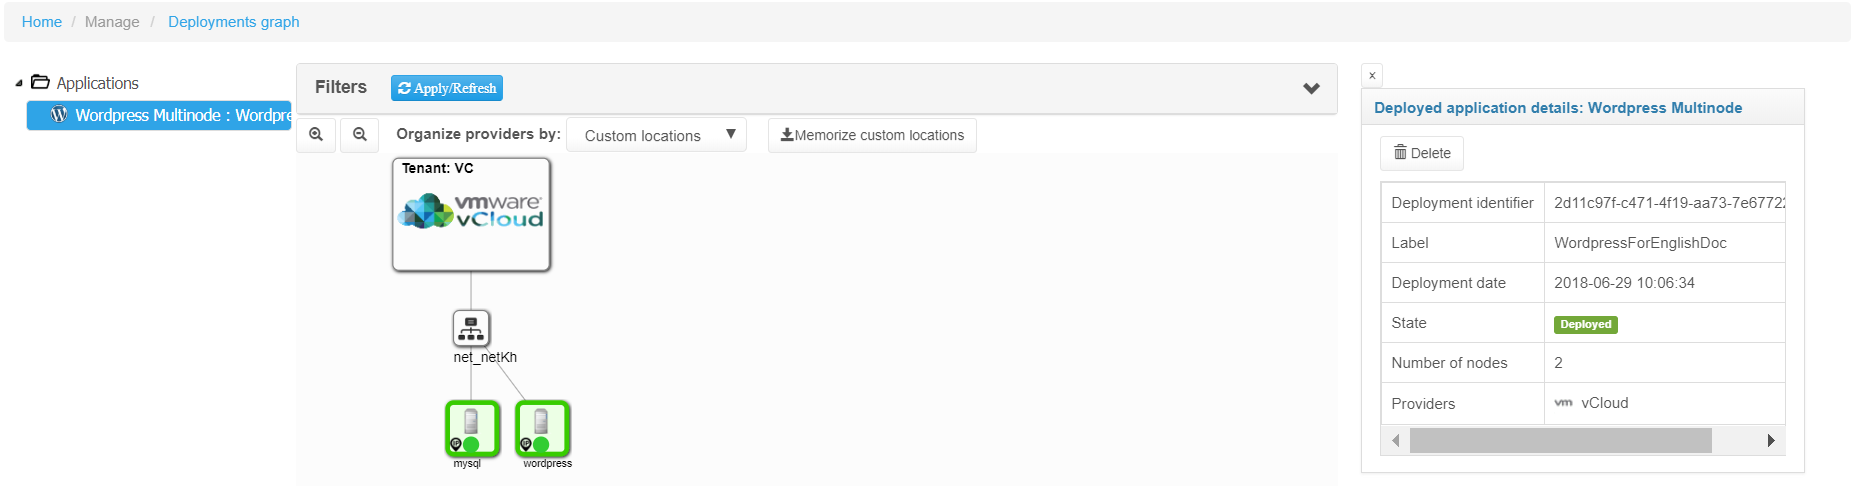 Home / Manage / Deployments graph
Applications
Wordpress Multinode : Wordpre
Filters
Apply/Refresh
Organize providers by:
Custom locations
Memorize custom locations
Tenant: VC
vmware
vCloud
net_netKh
IP
mysql
IP
wordpress
x
Deployed application details: Wordpress Multinode
Delete
Deployment identifier 2d11c97f-c471-4f19-aa73-7e67722
Label WordpressForEnglishDoc
Deployment date 2018-06-29 10:06:34
State Deployed
Number of nodes 2
Providers vm vCloud